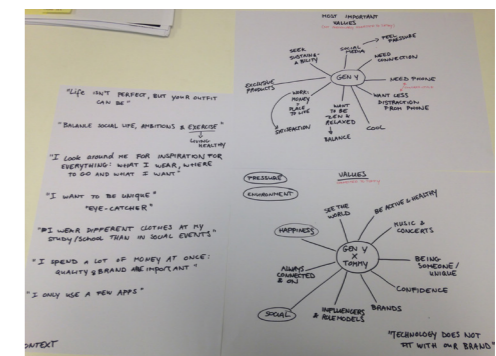 "Life ISN'T PERFECT, BUT YOUR OUTFIT
CAN BE"
"BALANCE SOCIAL LIFE, AMBITIONS & EXERCISE"
LIVING
HEALTHY
"I Look around ME FOR INSPIRATION FOR
EVERYTHING: WHAT I WEAR, WHERE
TO GO AND WHAT I WANT"
"I WANT TO BE UNIQUE"
"EYE-CATCHER"
"I WEAR DIFFERENT CLOTHES AT MY
STUDY/SCHOOL THAN IN SOCIAL EVENTS"
"I SPEND A LOT OF MONEY AT ONCE:
QUALITY & BRAND ARE IMPORTANT"
"I ONLY USE A FEW APPS"
ONTEXT
MOST IMPORTANT
VALUES
PEER
PRESSURE
SOCIAL
MEDIA
SEEK
SUSTAIN-
ABILITY
NEED
CONNECTION
EXCLUSIVE
PRODUCTS
GEN Y
NEED PHONE
WORK:
MONEY
+
PLACE
TO LIFE
WANT
TO BE
ZEN &
RELAXED
WANT LESS
DISTRACTION
FROM PHONE
SATISFACTION
BALANCE
COOL
PRESSURE
ENVIRONMENT
VALUES
SEE THE
WORLD
BE ACTIVE & HEALTHY
HAPPINESS
MUSIC &
CONCERTS
GEN Y
X
TOMMY
BEING
SOMEONE/
UNIQUE
ALWAYS
CONNECTED
& ON
CONFIDENCE
SOCIAL
INFLUENCERS
& ROLEMODELS
BRANDS
"TECHNOLOGY DOES NOT
FIT WITH OUR BRAND"